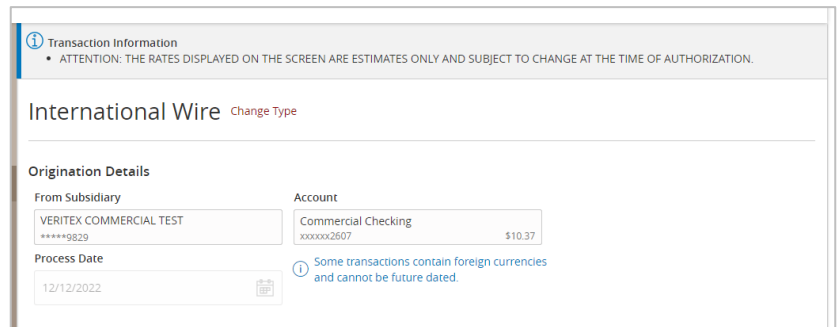 Transaction Information
• ATTENTION: THE RATES DISPLAYED ON THE SCREEN ARE ESTIMATES ONLY AND SUBJECT TO CHANGE AT THE TIME OF AUTHORIZATION.
International Wire Change Type
Origination Details
From Subsidiary Account
VERITEX COMMERCIAL TEST Commercial Checking
*****9829 xxxxxx2607 $10.37
Process Date
Some transactions contain foreign currencies
and cannot be future dated.
12/12/2022